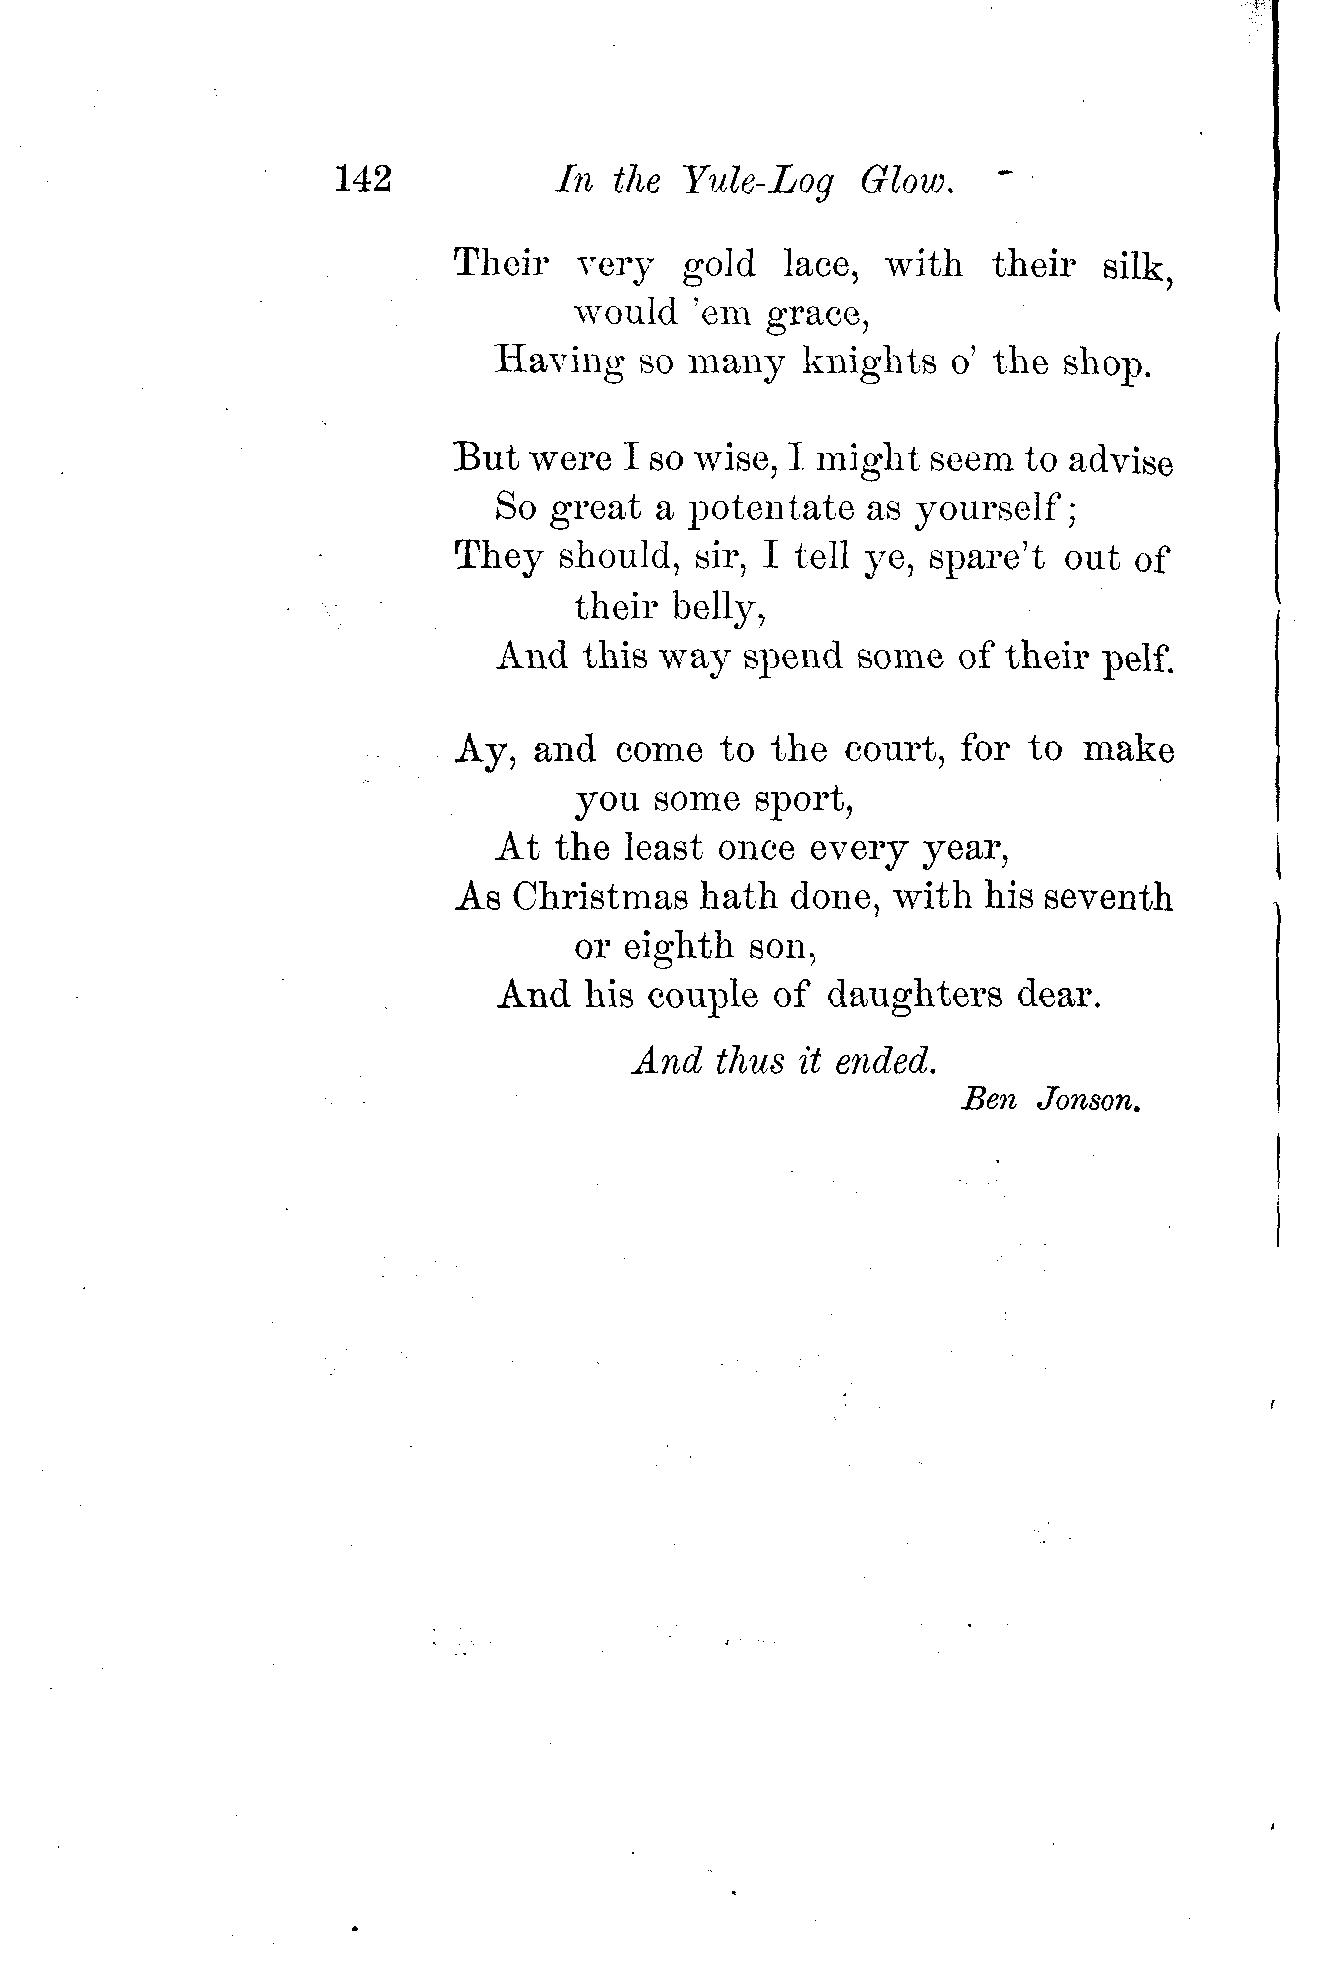 142 In the Yule-Log Glow.
Their very gold lace, with their silk,
would 'em grace,
Having so many knights o' the shop.
But were I so wise, I might seem to advise
So great a potentate as yourself;
They should, sir, I tell ye, spare't out of
their belly,
And this way spend some of their pelf.
Ay, and come to the court, for to make
you some sport,
At the least once every year,
As Christmas hath done, with his seventh
or eighth son,
And his couple of daughters dear.
And thus it ended.
Ben Jonson.